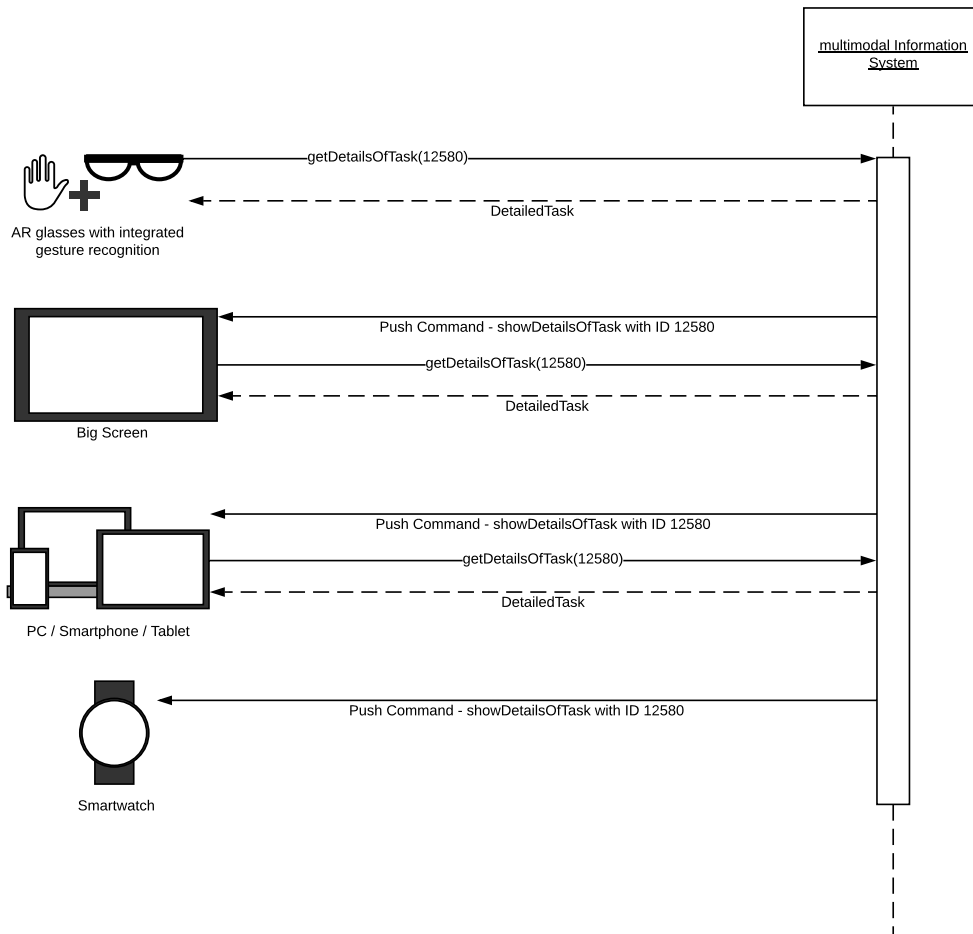 multimodal Information
System
getDetailsOfTask(12580)
DetailedTask
AR glasses with integrated
gesture recognition
Push Command - showDetailsOfTask with ID 12580
getDetailsOfTask(12580)
DetailedTask
Big Screen
Push Command - showDetailsOfTask with ID 12580
getDetailsOfTask(12580)
DetailedTask
PC / Smartphone / Tablet
Push Command - showDetailsOfTask with ID 12580
Smartwatch